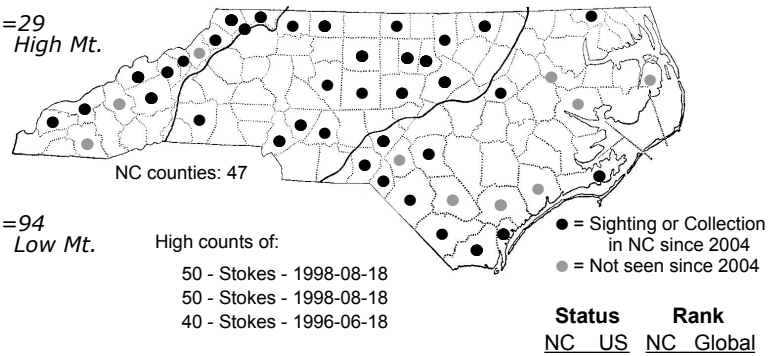 =29
High Mt.
NC counties: 47
=94
Low Mt.
High counts of:
50 - Stokes - 1998-08-18
50 - Stokes - 1998-08-18
40 - Stokes - 1996-06-18
= Sighting or Collection
in NC since 2004
= Not seen since 2004
Status Rank
NC US NC Global